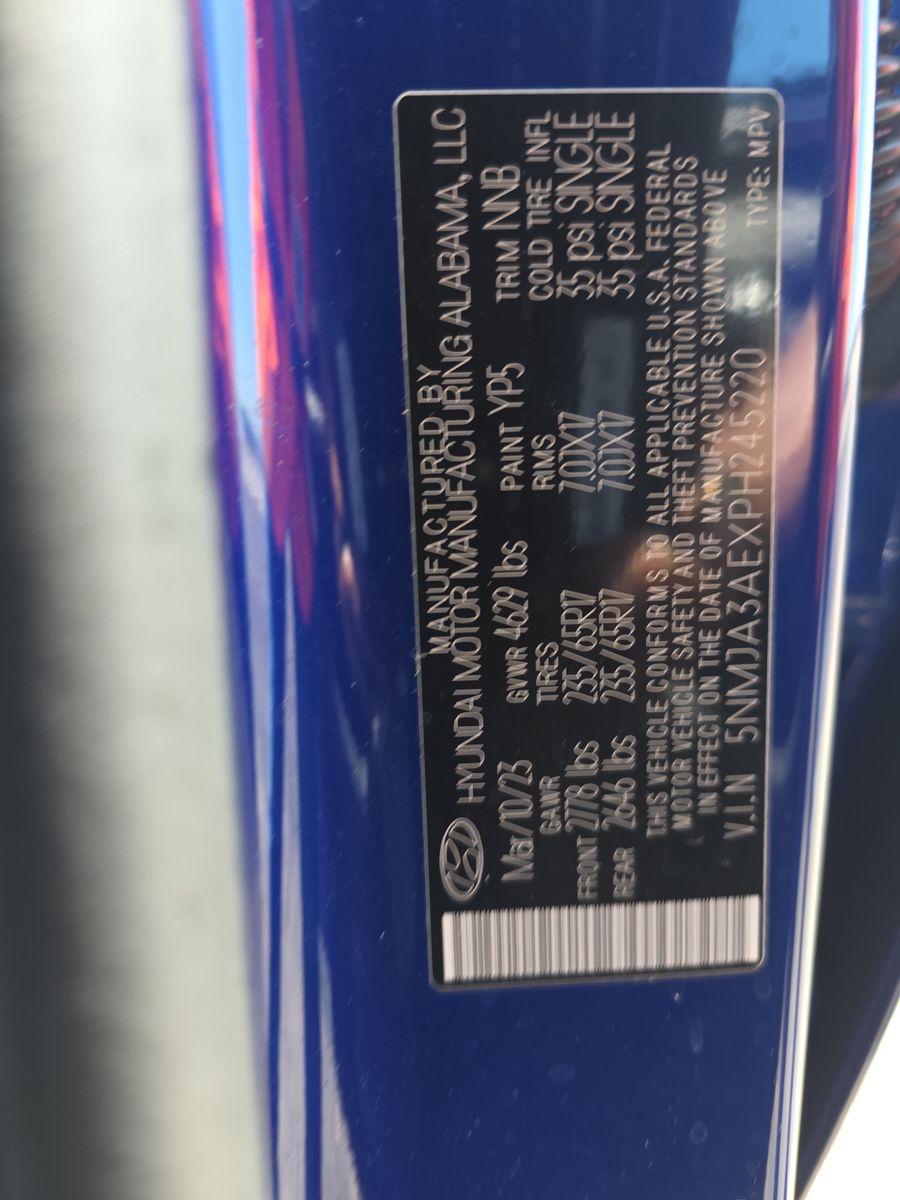 MANUFACTURED BY
HYUNDAI MOTOR MANUFACTURING ALABAMA, LLC
Mar/10/23 GVWR 4629 lbs PAINT YP5 TRIM NNB
GAWR TIRES RIMS COLD TIRE INFL
FRONT 2778 lbs 235/65R17 7.0JX17 35 psi SINGLE
REAR 2646 lbs 235/65R17 7.0JX17 35 psi SINGLE
THIS VEHICLE CONFORMS TO ALL APPLICABLE U.S.A. FEDERAL
MOTOR VEHICLE SAFETY AND THEFT PREVENTION STANDARDS
IN EFFECT ON THE DATE OF MANUFACTURE SHOWN ABOVE
V.I.N 5NMJA3AEXPH245220 TYPE: MPV